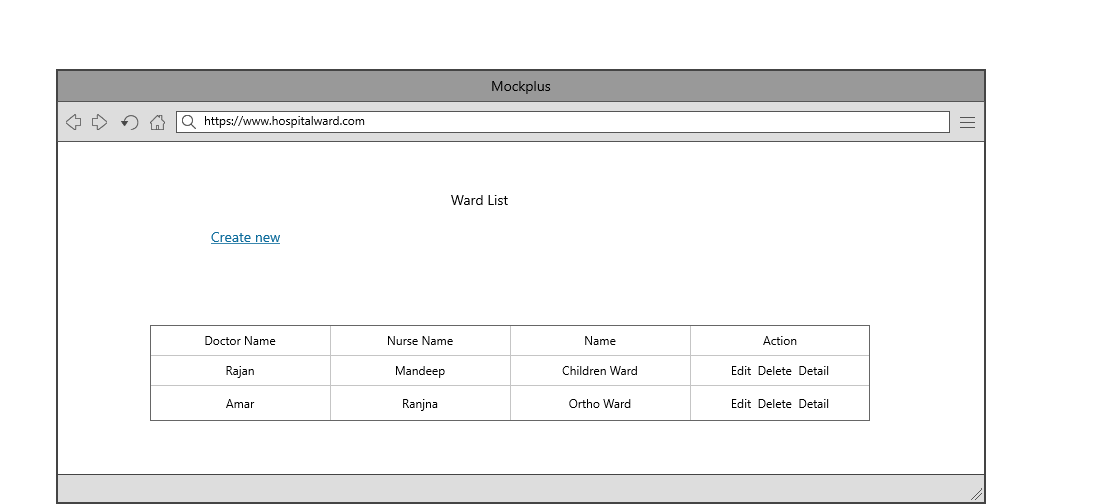 Mockplus
https://www.hospitalward.com
Ward List
Create new
Doctor Name Nurse Name Name Action
Rajan Mandeep Children Ward Edit Delete Detail
Amar Ranjna Ortho Ward Edit Delete Detail